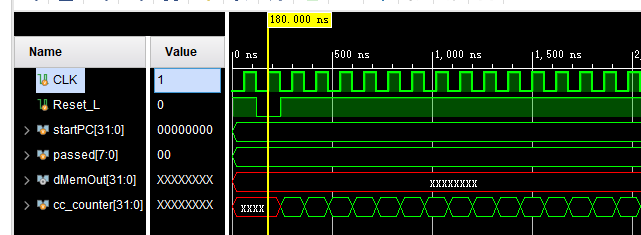 180.000 ns
Name Value
0 ns 500 ns 1,000 ns 1,500 ns 2,
CLK 1
Reset_L 0
startPC[31:0] 00000000
passed[7:0] 00
dMemOut[31:0] XXXXXXXX XXXXXXXX
cc_counter[31:0] XXXXXXXX XXXX